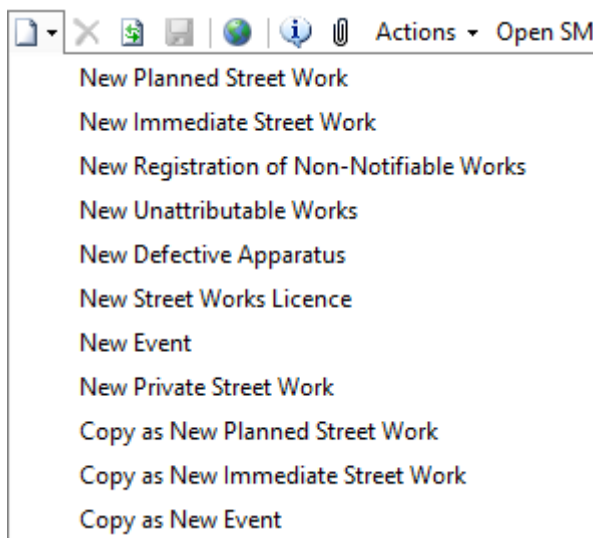 Actions Open SM
New Planned Street Work
New Immediate Street Work
New Registration of Non-Notifiable Works
New Unattributable Works
New Defective Apparatus
New Street Works Licence
New Event
New Private Street Work
Copy as New Planned Street Work
Copy as New Immediate Street Work
Copy as New Event